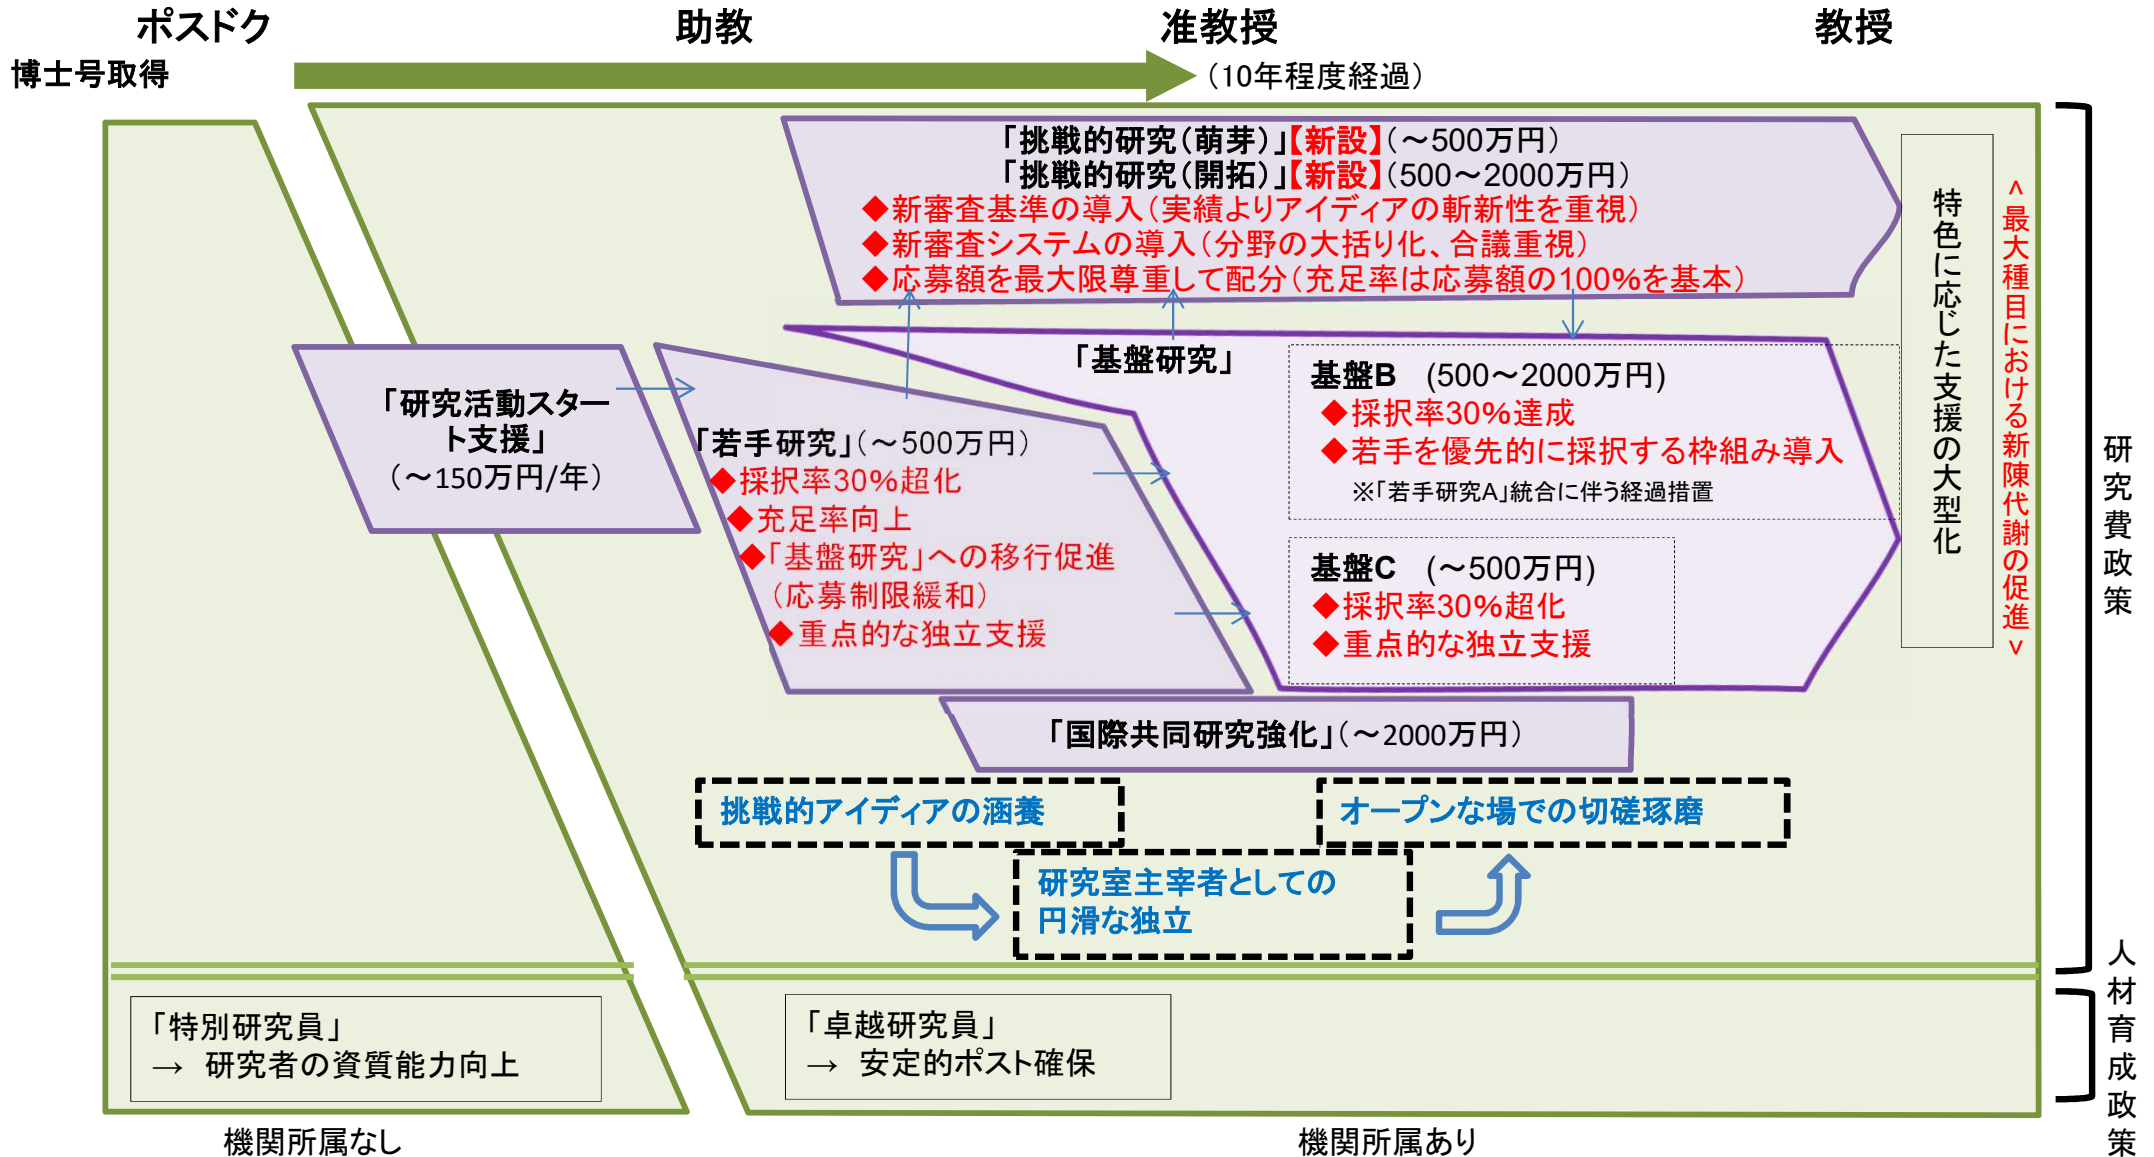 ポスドク
助教
准教授
教授
博士号取得
（10年程度経過）
「挑戦的研究（萌芽）」【新設】（～500万円）
「挑戦的研究（開拓）」【新設】（500～2000万円）
◆新審査基準の導入（実績よりアイディアの斬新性を重視）
◆新審査システムの導入（分野の大括り化、合議重視）
◆応募額を最大限尊重して配分（充足率は応募額の100%を基本）
「研究活動スター
ト支援」
（～150万円/年）
「若手研究」（～500万円）
◆採択率30%超化
◆充足率向上
◆「基盤研究」への移行促進
（応募制限緩和）
◆重点的な独立支援
「基盤研究」
基盤B　(500～2000万円)
◆採択率30%達成
◆若手を優先的に採択する枠組み導入
※「若手研究A」統合に伴う経過措置
基盤C　(～500万円)
◆採択率30%超化
◆重点的な独立支援
特色に応じた支援の大型化
＜最大種目における新陳代謝の促進＞
研究費政策
「国際共同研究強化」（～2000万円）
挑戦的アイディアの涵養
オープンな場での切磋琢磨
研究室主宰者としての
円滑な独立
「特別研究員」
→　研究者の資質能力向上
「卓越研究員」
→　安定的ポスト確保
人材育成政策
機関所属なし
機関所属あり